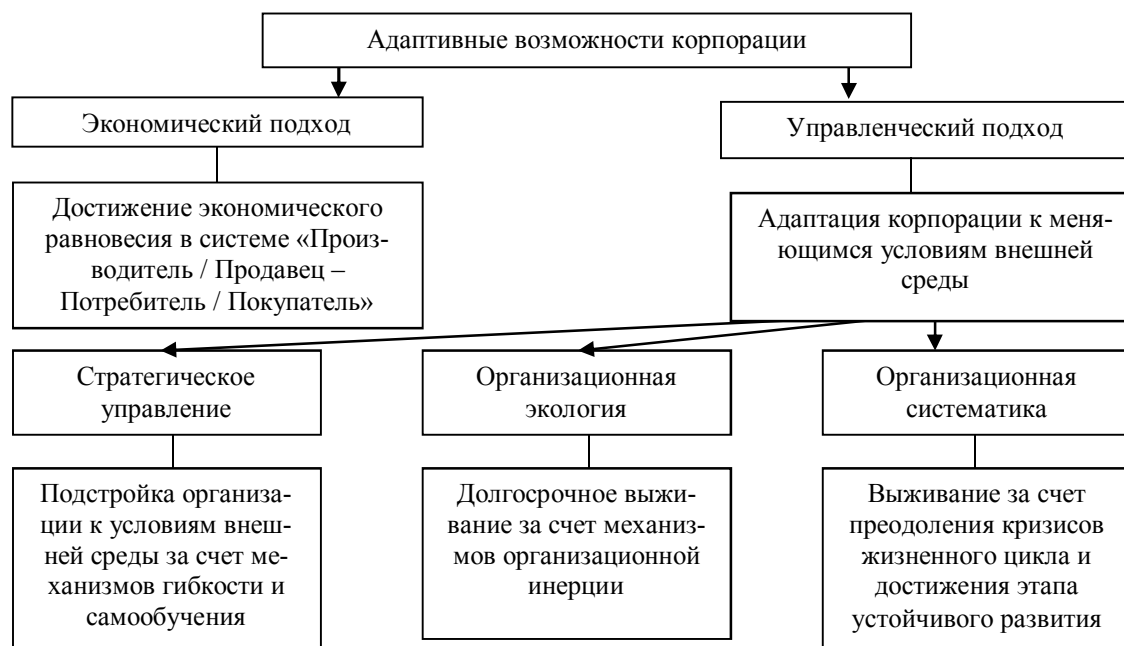 Адаптивные возможности корпорации
Экономический подход
Управленческий подход
Достижение экономического
равновесия в системе «Произ-
водитель / Продавец –
Потребитель / Покупатель»
Адаптация корпорации к меня-
ющимся условиям внешней
среды
Стратегическое
управление
Организационная
экология
Организационная
систематика
Подстройка организа-
ции к условиям внеш-
ней среды за счет ме-
ханизмов гибкости и
самообучения
Долгосрочное выжи-
вание за счет механиз-
мов организационной
инерции
Выживание за счет
преодоления кризисов
жизненного цикла и
достижения этапа
устойчивого развития